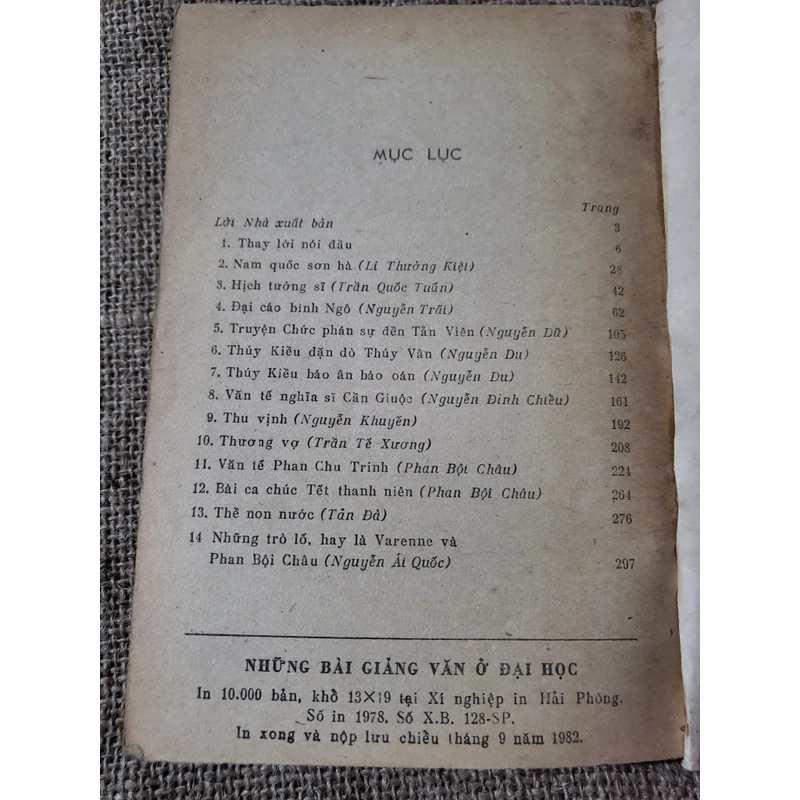 MỤC LỤC
Trang
Lời Nhà xuất bản 3
1. Thay lời nói đầu 6
2. Nam quốc sơn hà (Lí Thường Kiệt) 28
3. Hịch tướng sĩ (Trần Quốc Tuấn) 42
4. Đại cáo bình Ngô (Nguyễn Trãi) 62
5. Truyện Chức phán sự đền Tản Viên (Nguyễn Dữ) 105
6. Thúy Kiều dặn dò Thúy Vân (Nguyễn Du) 126
7. Thúy Kiều báo ân báo oán (Nguyễn Du) 142
8. Văn tế nghĩa sĩ Cần Giuộc (Nguyễn Đình Chiểu) 161
9. Thu vịnh (Nguyễn Khuyến) 192
10. Thương vợ (Trần Tế Xương) 208
11. Văn tế Phan Chu Trinh (Phan Bội Châu) 224
12. Bài ca chúc Tết thanh niên (Phan Bội Châu) 264
13. Thề non nước (Tản Đà) 276
14 Những trò lố, hay là Varenne và
Phan Bội Châu (Nguyễn Ái Quốc) 297
NHỮNG BÀI GIẢNG VĂN Ở ĐẠI HỌC
In 10.000 bản, khổ 13×19 tại Xí nghiệp in Hải Phòng.
Số in 1978. Số X.B. 128-SP.
In xong và nộp lưu chiểu tháng 9 năm 1982.